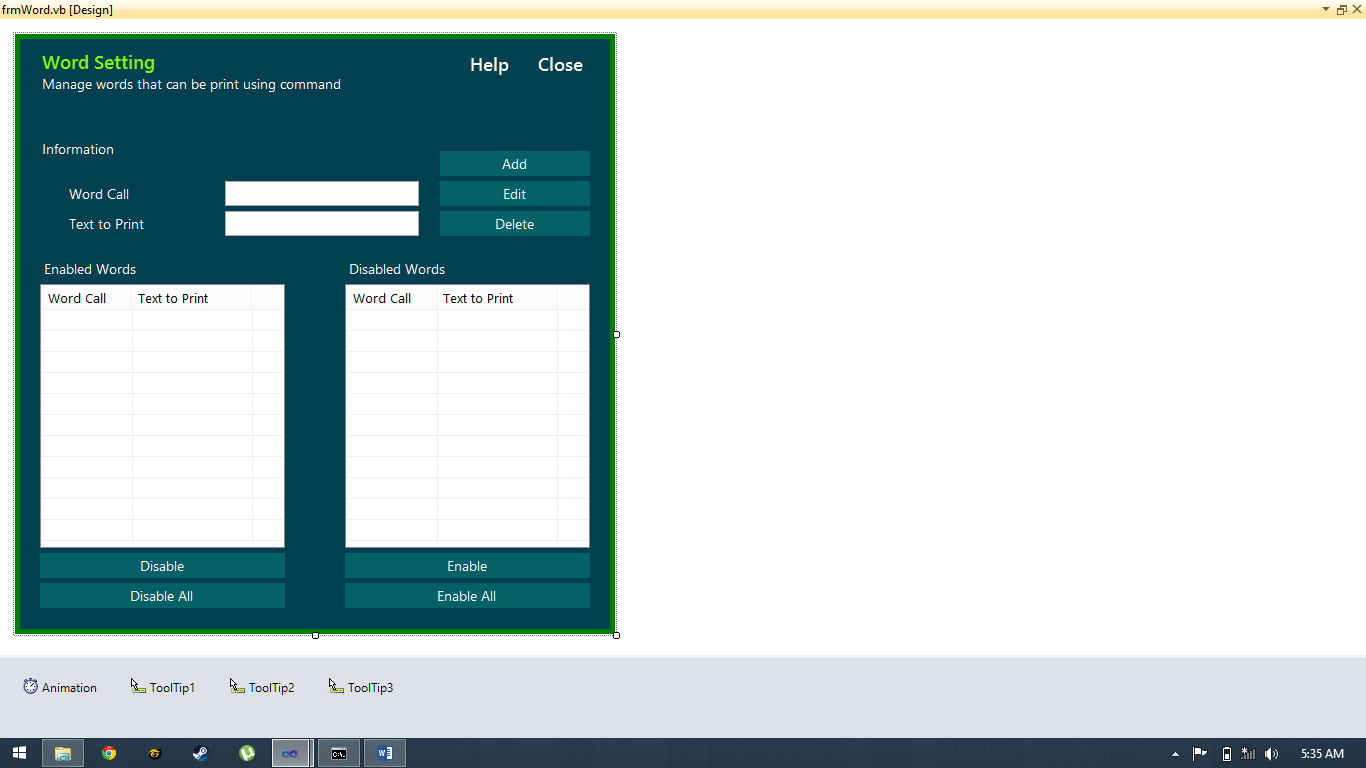 frmWord.vb [Design]
Word Setting
Help Close
Manage words that can be print using command
Information
Add
Word Call
Edit
Text to Print
Delete
Enabled Words
Disabled Words
Word Call Text to Print
Word Call Text to Print
Disable
Enable
Disable All
Enable All
Animation ToolTip1 ToolTip2 ToolTip3
C:\.
W
5:35 AM